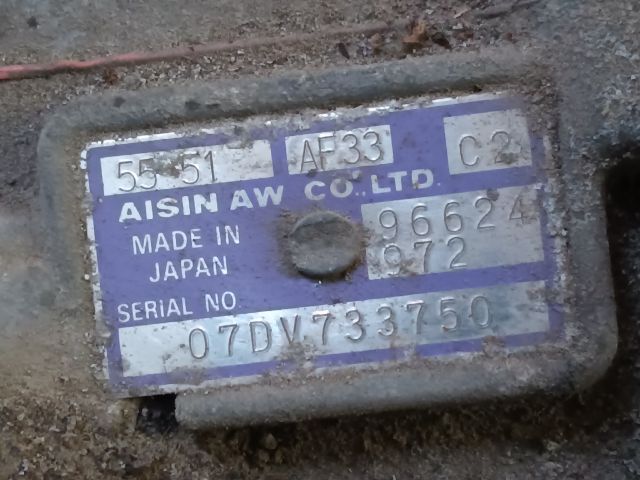 55-51 AF33 C2
AISIN AW CO.,LTD.
MADE IN
JAPAN
96624
972
SERIAL NO.
07DV733750